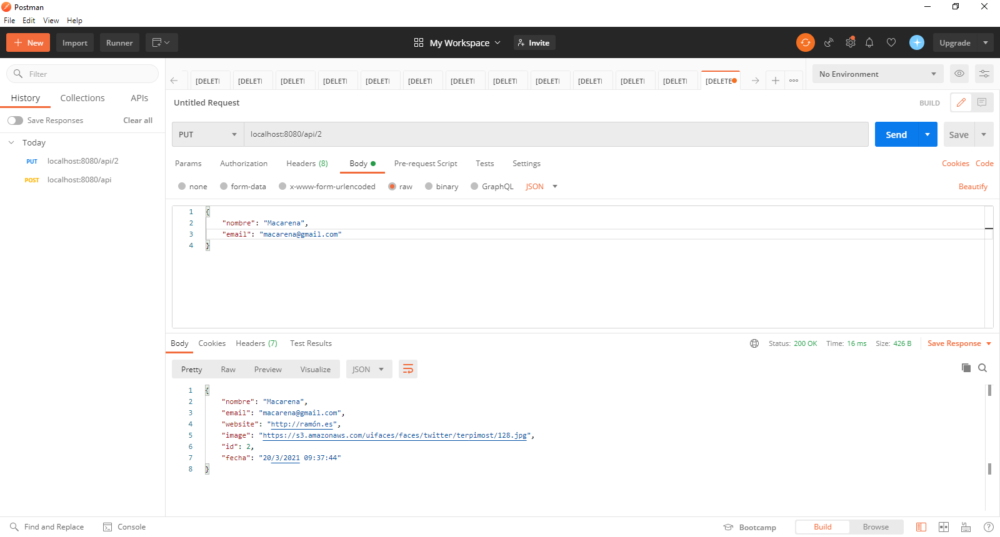 Postman
File Edit View Help
New Import Runner My Workspace Invite Upgrade
Filter
[DELETI [DELETI [DELETI [DELETI [DELETI [DELETI [DELETI [DELETI [DELETI [DELETI [DELETI [DELETI [DELETE No Environment
History Collections APIs
Untitled Request BUILD
Save Responses Clear all
PUT localhost:8080/api/2 Send Save
Today
PUT localhost:8080/api/2
POST localhost:8080/api
Params Authorization Headers (8) Body Pre-request Script Tests Settings Cookies Code
none form-data x-www-form-urlencoded raw binary GraphQL JSON Beautify
1 {
2 "nombre": "Macarena",
3 "email": "macarena@gmail.com"
4 }
Body Cookies Headers (7) Test Results Status: 200 OK Time: 16 ms Size: 426 B Save Response
Pretty Raw Preview Visualize JSON
1 {
2 "nombre": "Macarena",
3 "email": "macarena@gmail.com",
4 "website": "http://ramón.es",
5 "image": "https://s3.amazonaws.com/uifaces/faces/twitter/terpimost/128.jpg",
6 "id": 2,
7 "fecha": "20/3/2021 09:37:44"
8 }
Find and Replace Console Bootcamp Build Browse